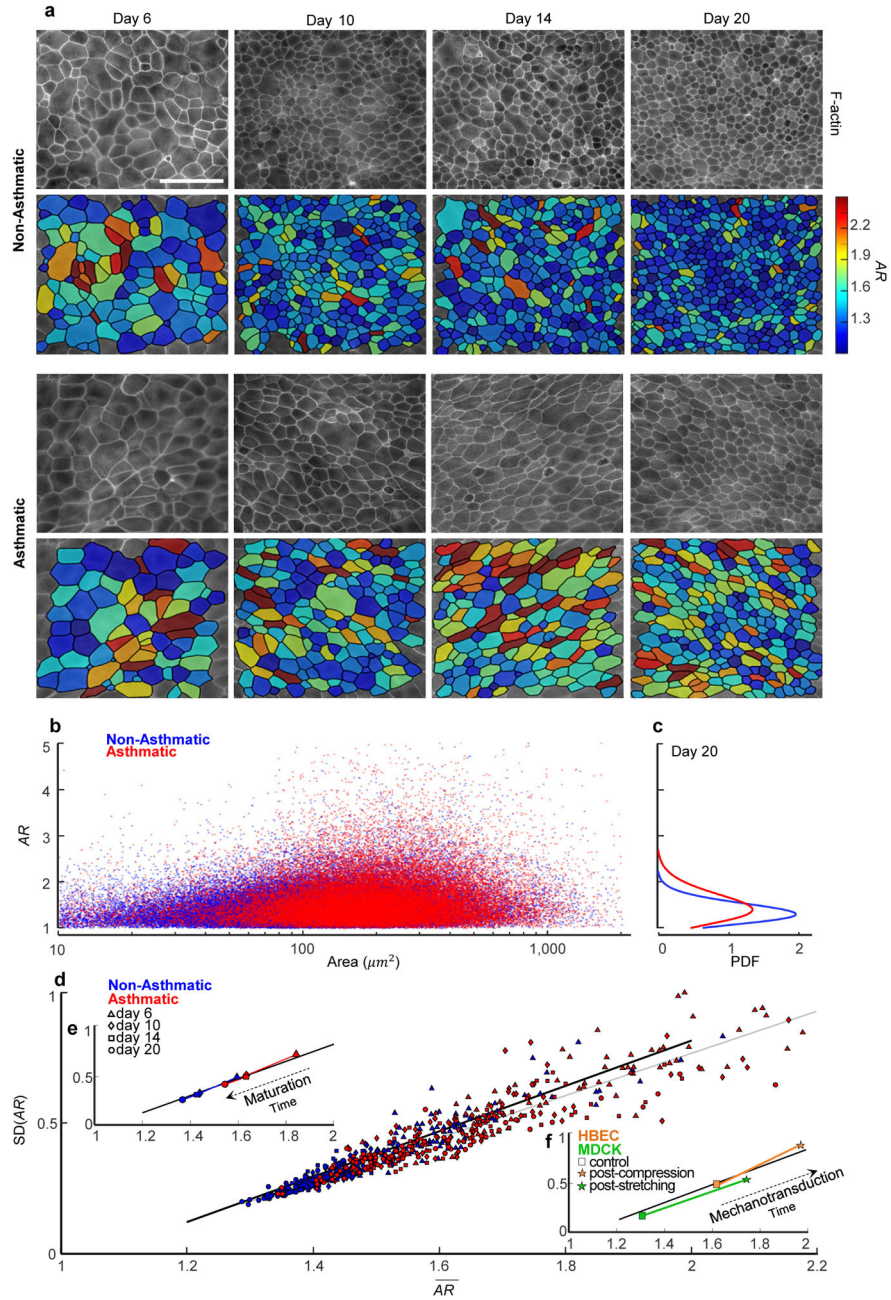 a
Day 6
Day 10
Day 14
Day 20
Non-Asthmatic
F-actin
2.2
1.9
1.6
1.3
AR
Asthmatic
b
Non-Asthmatic
Asthmatic
5
4
3
2
1
AR
10
100
1,000
Area (μm²)
c
Day 20
0
1
2
PDF
d
Non-Asthmatic
Asthmatic
day 6
day 10
day 14
day 20
1
0.5
0
SD(AR)
1
1.2
1.4
1.6
1.8
2
2.2
AR
e
1
0.5
0
1
1.2
1.4
1.6
1.8
2
Maturation
Time
f
HBEC
MDCK
control
post-compression
post-stretching
1
0.5
0
1
1.2
1.4
1.6
1.8
2
Mechanotransduction
Time